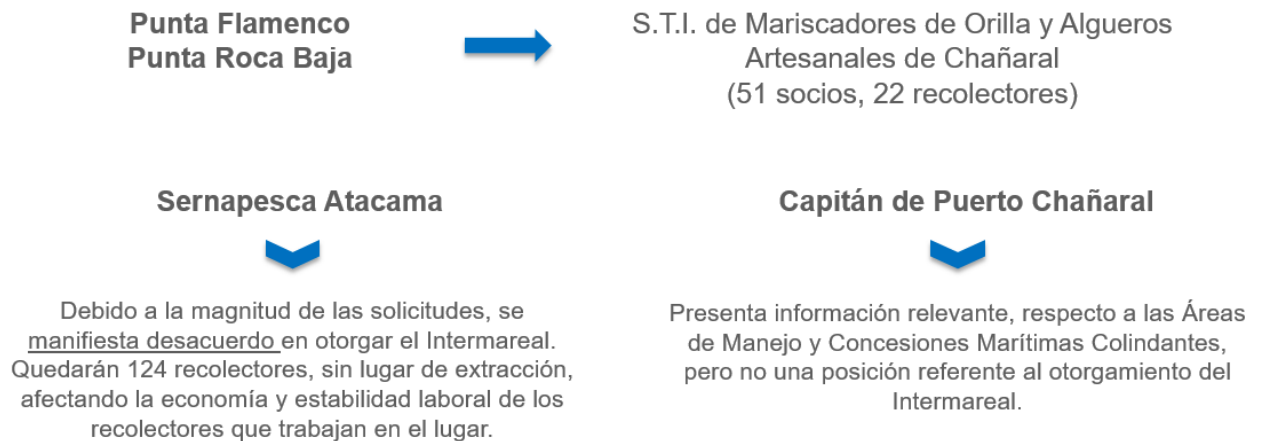 Punta Flamenco
Punta Roca Baja
S.T.I. de Mariscadores de Orilla y Algueros
Artesanales de Chañaral
(51 socios, 22 recolectores)
Sernapesca Atacama
Debido a la magnitud de las solicitudes, se
manifiesta desacuerdo en otorgar el Intermareal.
Quedarán 124 recolectores, sin lugar de extracción,
afectando la economía y estabilidad laboral de los
recolectores que trabajan en el lugar.
Capitán de Puerto Chañaral
Presenta información relevante, respecto a las Áreas
de Manejo y Concesiones Marítimas Colindantes,
pero no una posición referente al otorgamiento del
Intermareal.